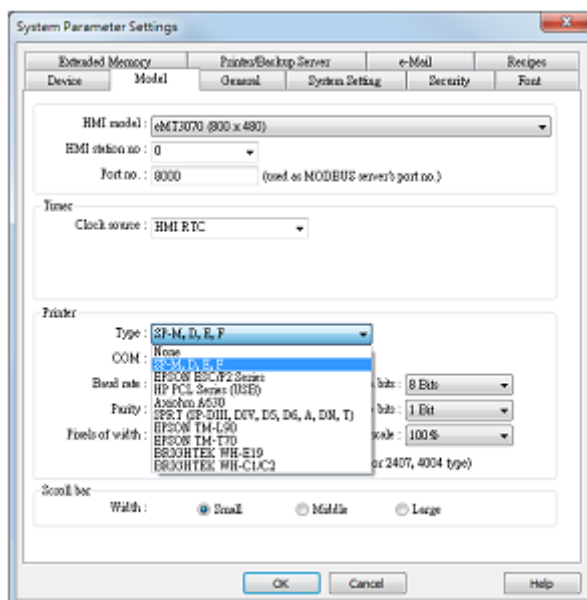 System Parameter Settings
Extended Memory Printer/Backup Server e-Mail Recipes
Device Model General System Setting Security Font
HMI model : eMT3070 (800 x 480)
HMI station no : 0
Port no. : 8000 (used as MODBUS server's port no.)
Timer
Clock source : HMI RTC
Printer
Type : SP-M, D, E, F
None
COM : SP-M, D, E, F
EPSON ESC/P2 Series
HP PCL Series (USB)
Baud rate : bits : 8 Bits
Axiohm A630
Parity : SPRT (SP-DIII, DIV, D5, D6, A, DN, T) bits : 1 Bit
EPSON TM-L90
Pixels of width : EPSON TM-T70 scale : 100%
BRIGHTEK WH-E19
BRIGHTEK WH-C1/C2 or 2407, 4004 type)
Scroll bar
Width : Small Middle Large
OK Cancel Help